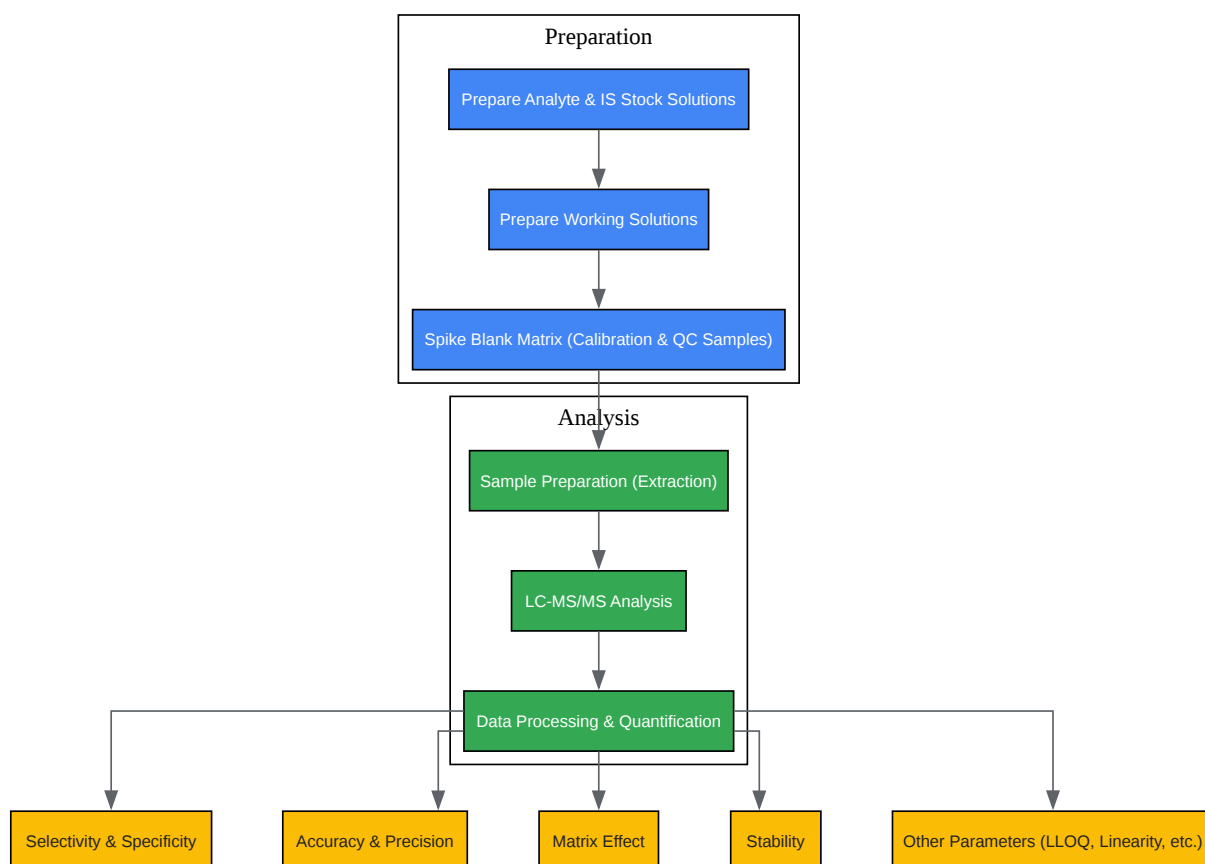 Preparation
Prepare Analyte & IS Stock Solutions
Prepare Working Solutions
Spike Blank Matrix (Calibration & QC Samples)
Analysis
Sample Preparation (Extraction)
LC-MS/MS Analysis
Data Processing & Quantification
Selectivity & Specificity
Accuracy & Precision
Matrix Effect
Stability
Other Parameters (LLOQ, Linearity, etc.)